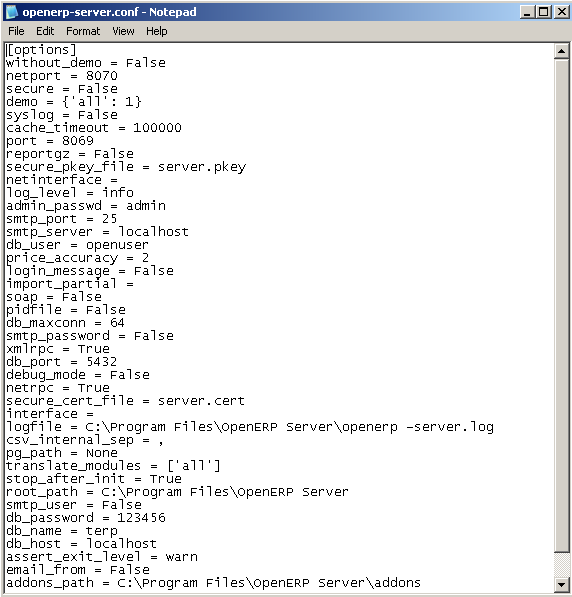 openerp-server.conf - Notepad
File Edit Format View Help
[options]
without_demo = False
netport = 8070
secure = False
demo = {'all': 1}
syslog = False
cache_timeout = 100000
port = 8069
reportgz = False
secure_pkey_file = server.pkey
netinterface =
log_level = info
admin_passwd = admin
smtp_port = 25
smtp_server = localhost
db_user = openuser
price_accuracy = 2
login_message = False
import_partial =
soap = False
pidfile = False
db_maxconn = 64
smtp_password = False
xmlrpc = True
db_port = 5432
debug_mode = False
netrpc = True
secure_cert_file = server.cert
interface =
logfile = C:\Program Files\OpenERP Server\openerp -server.log
csv_internal_sep = ,
pg_path = None
translate_modules = ['all']
stop_after_init = True
root_path = C:\Program Files\OpenERP Server
smtp_user = False
db_password = 123456
db_name = terp
db_host = localhost
assert_exit_level = warn
email_from = False
addons_path = C:\Program Files\OpenERP Server\addons